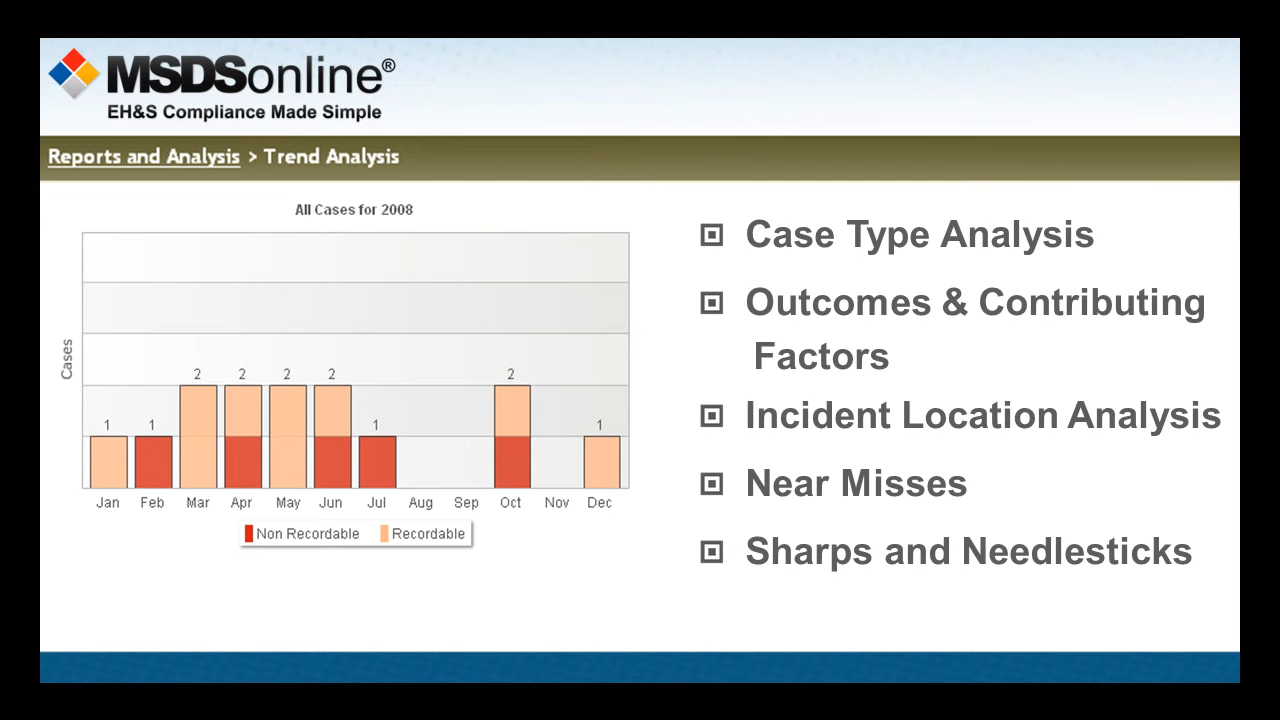 MSDSonline®
EH&S Compliance Made Simple
Reports and Analysis > Trend Analysis
All Cases for 2008
Cases
2 2 2 2 2
1 1 1 1
Jan Feb Mar Apr May Jun Jul Aug Sep Oct Nov Dec
Non Recordable Recordable
Case Type Analysis
Outcomes & Contributing
Factors
Incident Location Analysis
Near Misses
Sharps and Needlesticks